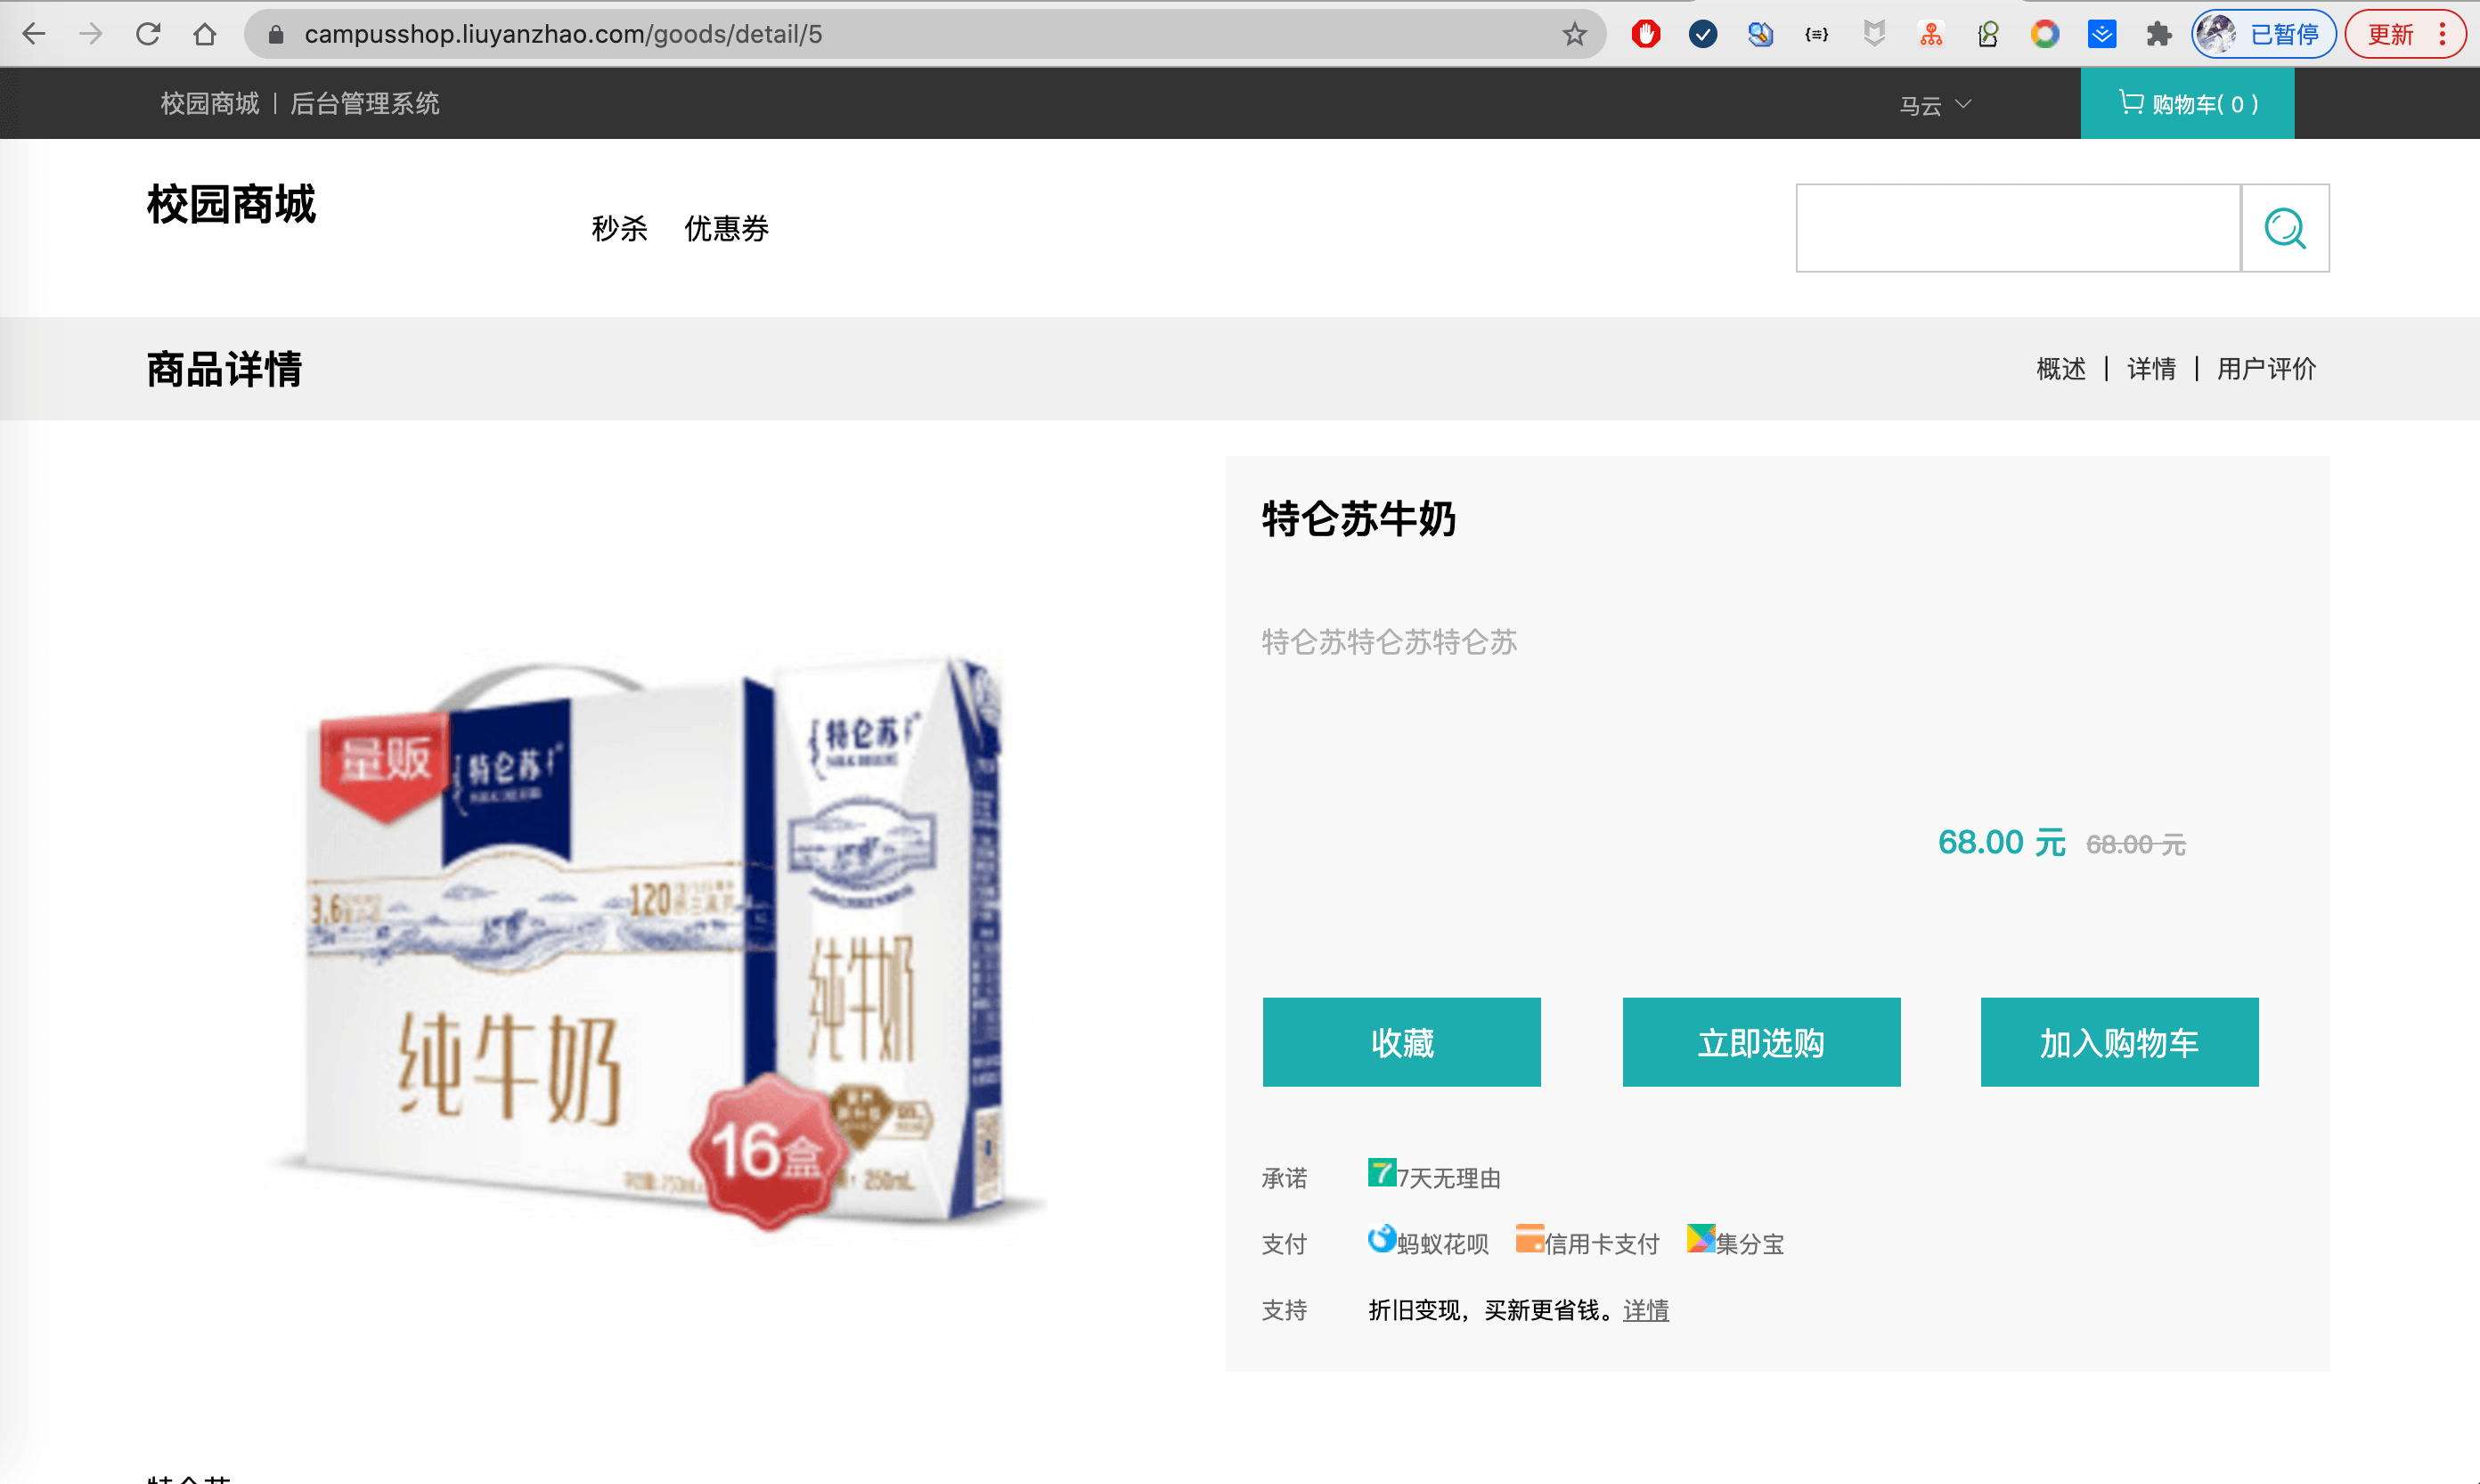 campusshop.liuyanzhao.com/goods/detail/5
已暂停
更新
校园商城 | 后台管理系统
马云
购物车( 0 )
校园商城
秒杀 优惠券
商品详情
概述 | 详情 | 用户评价
特仑苏牛奶
特仑苏特仑苏特仑苏
68.00 元 68.00 元
收藏 立即选购 加入购物车
承诺 7天无理由
支付 蚂蚁花呗 信用卡支付 集分宝
支持 折旧变现，买新更省钱。详情
量贩
特仑苏
特仑苏
3.6
120
纯牛奶
纯牛奶
16盒
250mL
特仑苏